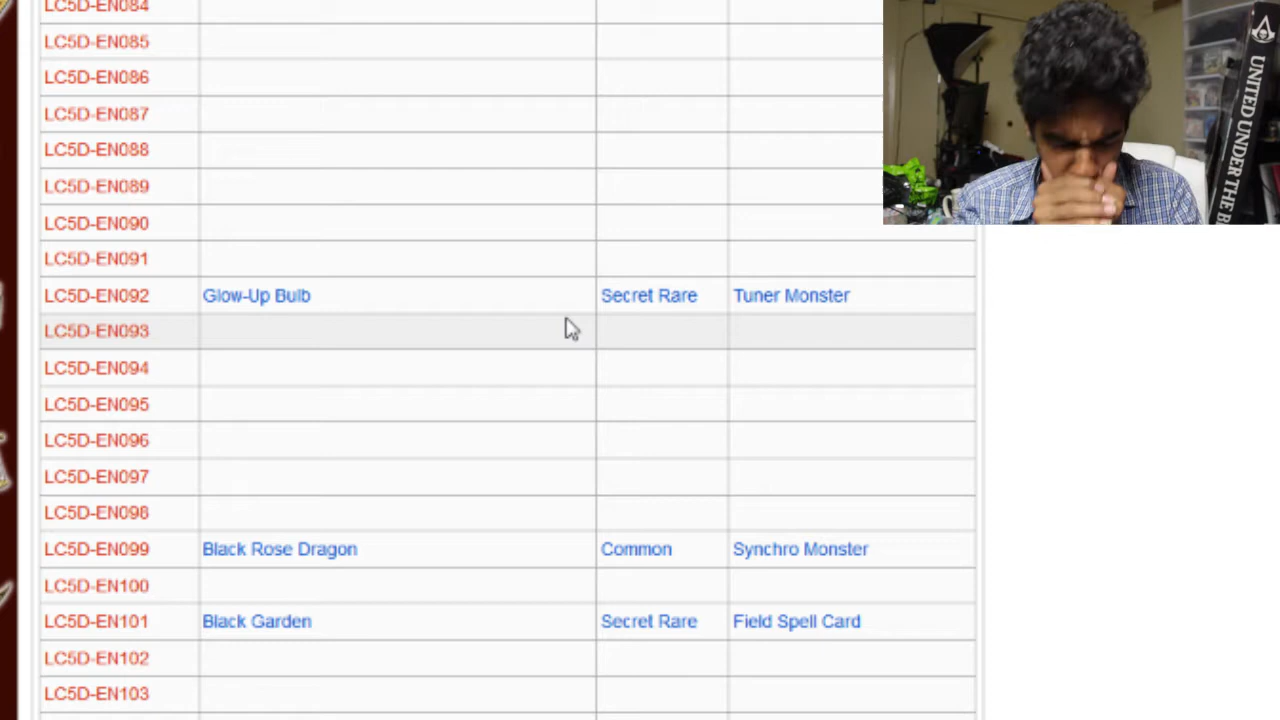 LC5D-EN084
LC5D-EN085
LC5D-EN086
LC5D-EN087
LC5D-EN088
LC5D-EN089
LC5D-EN090
LC5D-EN091
LC5D-EN092 Glow-Up Bulb Secret Rare Tuner Monster
LC5D-EN093
LC5D-EN094
LC5D-EN095
LC5D-EN096
LC5D-EN097
LC5D-EN098
LC5D-EN099 Black Rose Dragon Common Synchro Monster
LC5D-EN100
LC5D-EN101 Black Garden Secret Rare Field Spell Card
LC5D-EN102
LC5D-EN103
UNITED UNDER THE